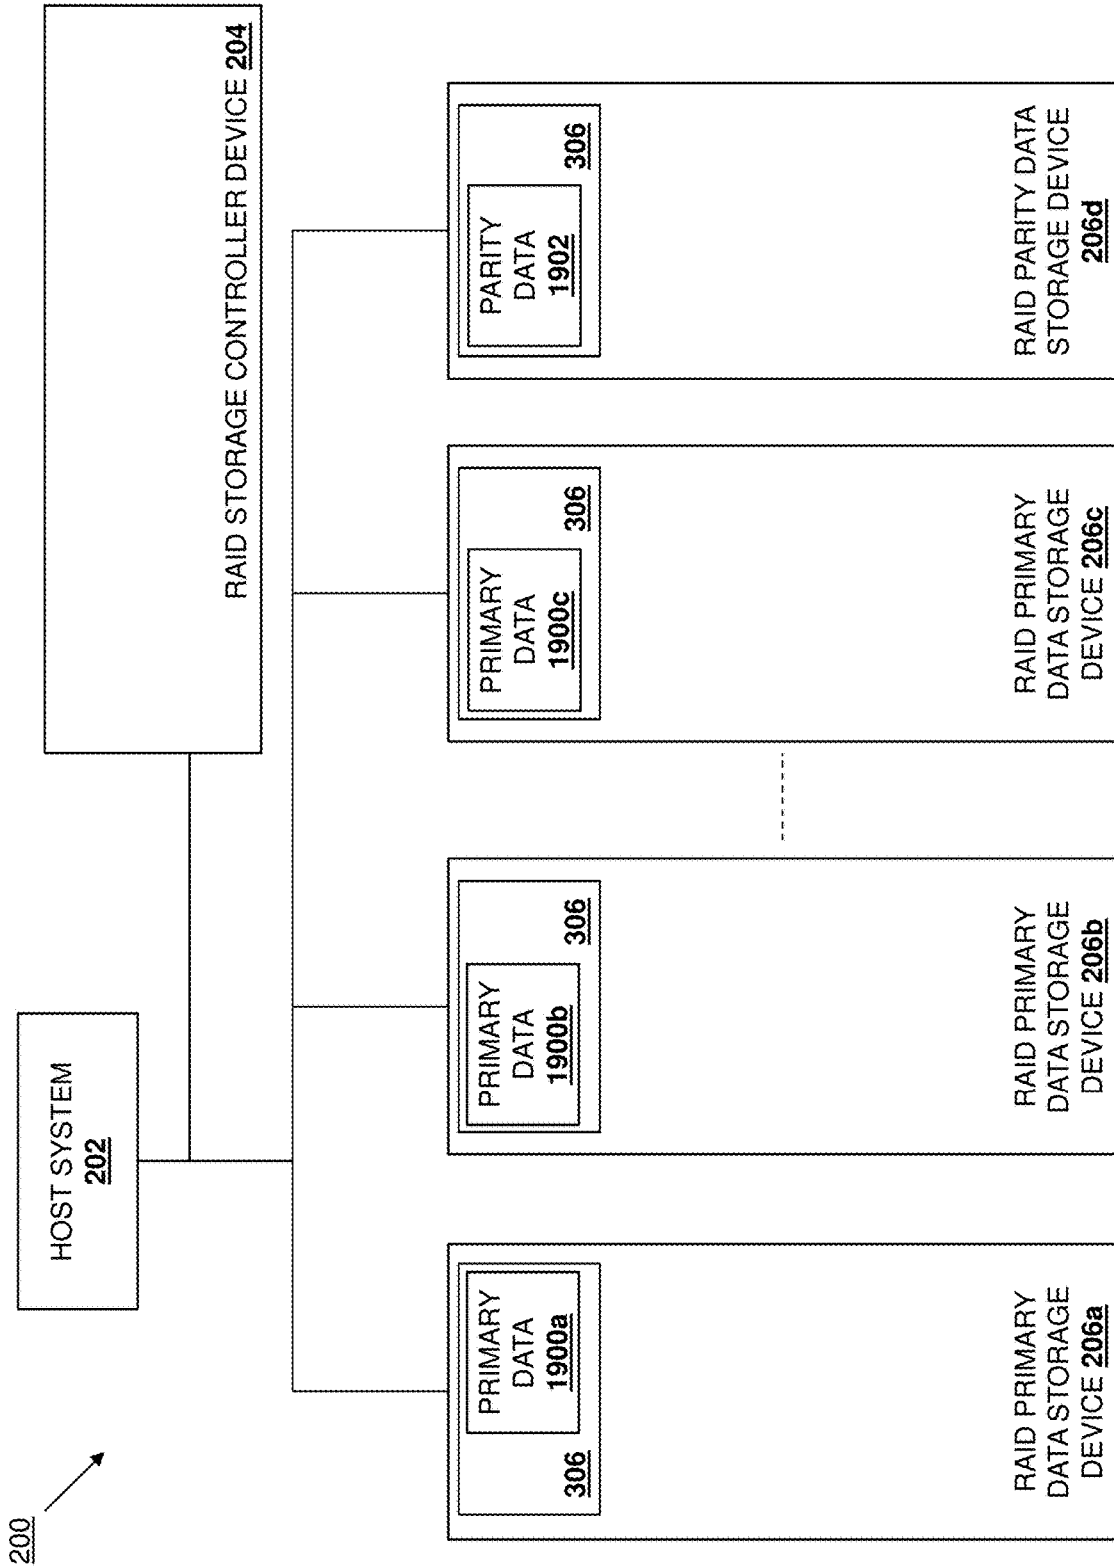 200
HOST SYSTEM
202
RAID STORAGE CONTROLLER DEVICE 204
PRIMARY
DATA
1900a
306
RAID PRIMARY
DATA STORAGE
DEVICE 206a
PRIMARY
DATA
1900b
306
RAID PRIMARY
DATA STORAGE
DEVICE 206b
PRIMARY
DATA
1900c
306
RAID PRIMARY
DATA STORAGE
DEVICE 206c
PARITY
DATA
1902
306
RAID PARITY DATA
STORAGE DEVICE
206d